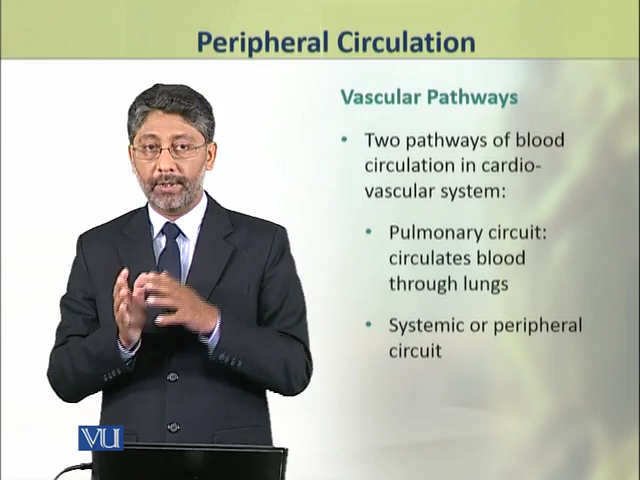 Peripheral Circulation
Vascular Pathways
• Two pathways of blood
circulation in cardio-
vascular system:
• Pulmonary circuit:
circulates blood
through lungs
• Systemic or peripheral
circuit
VU